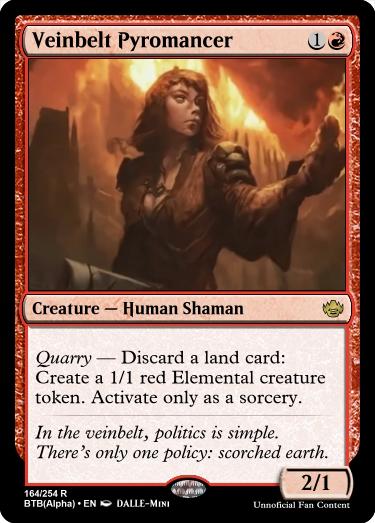 Veinbelt Pyromancer 1
Creature — Human Shaman
Quarry — Discard a land card:
Create a 1/1 red Elemental creature
token. Activate only as a sorcery.
In the veinbelt, politics is simple.
There's only one policy: scorched earth.
2/1
164/254 R
BTB(Alpha) • EN DALLE-Mini
Unofficial Fan Content